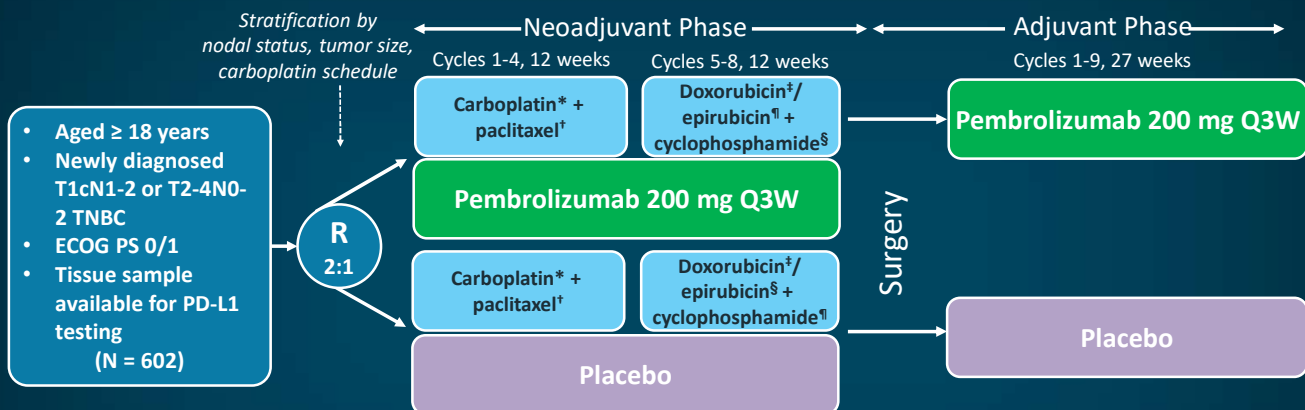 Stratification by
nodal status, tumor size,
carboplatin schedule
Neoadjuvant Phase
Adjuvant Phase
Cycles 1-4, 12 weeks
Cycles 5-8, 12 weeks
Cycles 1-9, 27 weeks
• Aged ≥ 18 years
• Newly diagnosed
T1cN1-2 or T2-4N0-
2 TNBC
• ECOG PS 0/1
• Tissue sample
available for PD-L1
testing
(N = 602)
R
2:1
Carboplatin* +
paclitaxel†
Doxorubicin‡/
epirubicin¶ +
cyclophosphamide§
Pembrolizumab 200 mg Q3W
Carboplatin* +
paclitaxel†
Doxorubicin‡/
epirubicin§ +
cyclophosphamide¶
Placebo
Surgery
Pembrolizumab 200 mg Q3W
Placebo